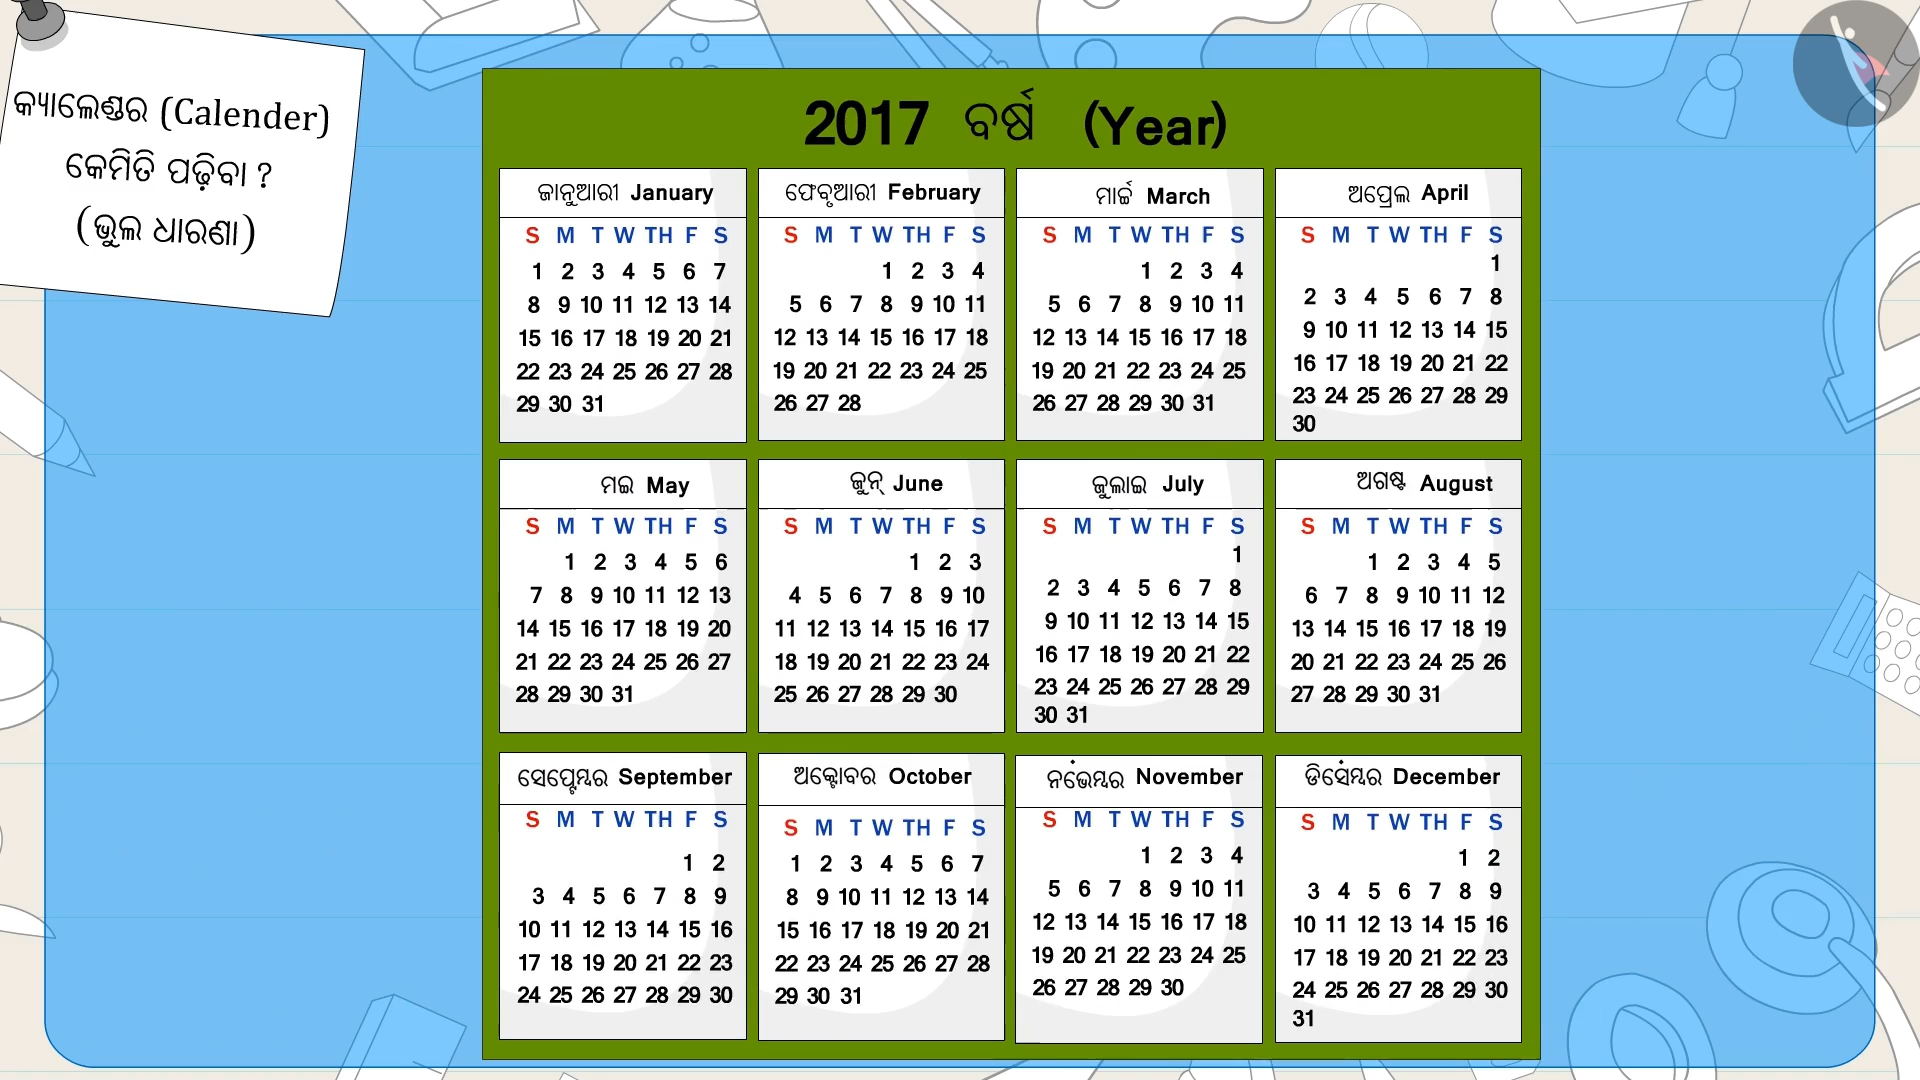 କ୍ୟାଲେଣ୍ଡର (Calender)
କେମିତି ପଢ଼ିବା ?
(ଭୁଲ ଧାରଣା)
2017 ବର୍ଷ (Year)
ଜାନୁଆରୀ January
S M T W TH F S
1 2 3 4 5 6 7
8 9 10 11 12 13 14
15 16 17 18 19 20 21
22 23 24 25 26 27 28
29 30 31
ଫେବୃଆରୀ February
S M T W TH F S
1 2 3 4
5 6 7 8 9 10 11
12 13 14 15 16 17 18
19 20 21 22 23 24 25
26 27 28
ମାର୍ଚ୍ଚ March
S M T W TH F S
1 2 3 4
5 6 7 8 9 10 11
12 13 14 15 16 17 18
19 20 21 22 23 24 25
26 27 28 29 30 31
ଅପ୍ରେଲ April
S M T W TH F S
1
2 3 4 5 6 7 8
9 10 11 12 13 14 15
16 17 18 19 20 21 22
23 24 25 26 27 28 29
30
ମଇ May
S M T W TH F S
1 2 3 4 5 6
7 8 9 10 11 12 13
14 15 16 17 18 19 20
21 22 23 24 25 26 27
28 29 30 31
ଜୁନ୍ June
S M T W TH F S
1 2 3
4 5 6 7 8 9 10
11 12 13 14 15 16 17
18 19 20 21 22 23 24
25 26 27 28 29 30
ଜୁଲାଇ July
S M T W TH F S
1
2 3 4 5 6 7 8
9 10 11 12 13 14 15
16 17 18 19 20 21 22
23 24 25 26 27 28 29
30 31
ଅଗଷ୍ଟ August
S M T W TH F S
1 2 3 4 5
6 7 8 9 10 11 12
13 14 15 16 17 18 19
20 21 22 23 24 25 26
27 28 29 30 31
ସେପ୍ଟେମ୍ବର September
S M T W TH F S
1 2
3 4 5 6 7 8 9
10 11 12 13 14 15 16
17 18 19 20 21 22 23
24 25 26 27 28 29 30
ଅକ୍ଟୋବର October
S M T W TH F S
1 2 3 4 5 6 7
8 9 10 11 12 13 14
15 16 17 18 19 20 21
22 23 24 25 26 27 28
29 30 31
ନଭେମ୍ବର November
S M T W TH F S
1 2 3 4
5 6 7 8 9 10 11
12 13 14 15 16 17 18
19 20 21 22 23 24 25
26 27 28 29 30
ଡିସେମ୍ବର December
S M T W TH F S
1 2
3 4 5 6 7 8 9
10 11 12 13 14 15 16
17 18 19 20 21 22 23
24 25 26 27 28 29 30
31